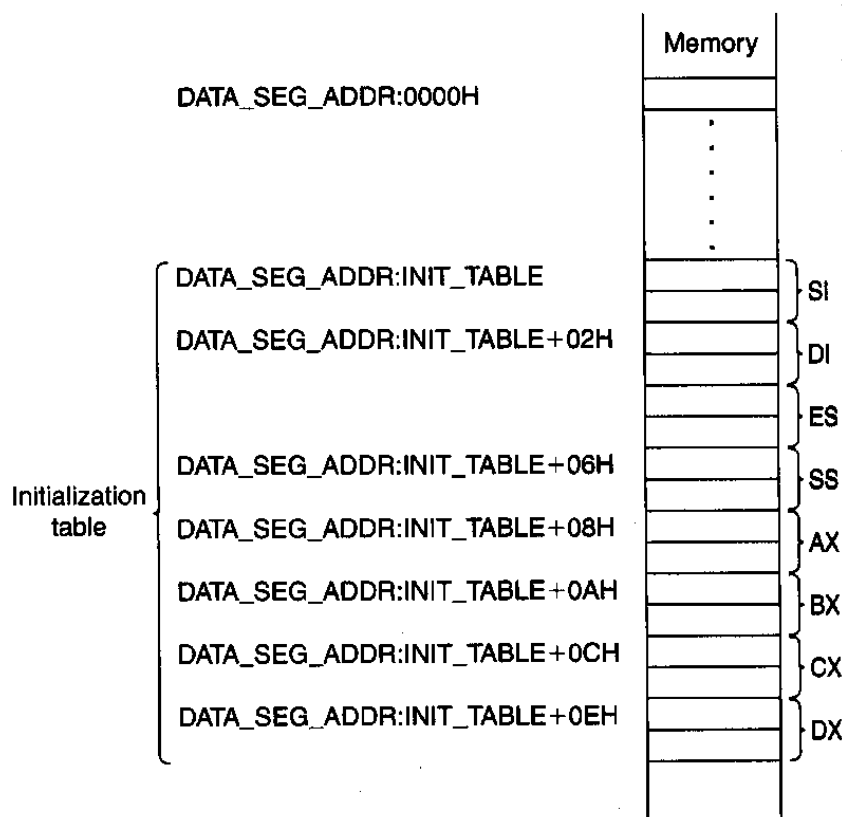 Memory
DATA_SEG_ADDR:0000H
DATA_SEG_ADDR:INIT_TABLE
SI
DATA_SEG_ADDR:INIT_TABLE+02H
DI
ES
DATA_SEG_ADDR:INIT_TABLE+06H
SS
Initialization
table
DATA_SEG_ADDR:INIT_TABLE+08H
AX
DATA_SEG_ADDR:INIT_TABLE+0AH
BX
DATA_SEG_ADDR:INIT_TABLE+0CH
CX
DATA_SEG_ADDR:INIT_TABLE+0EH
DX